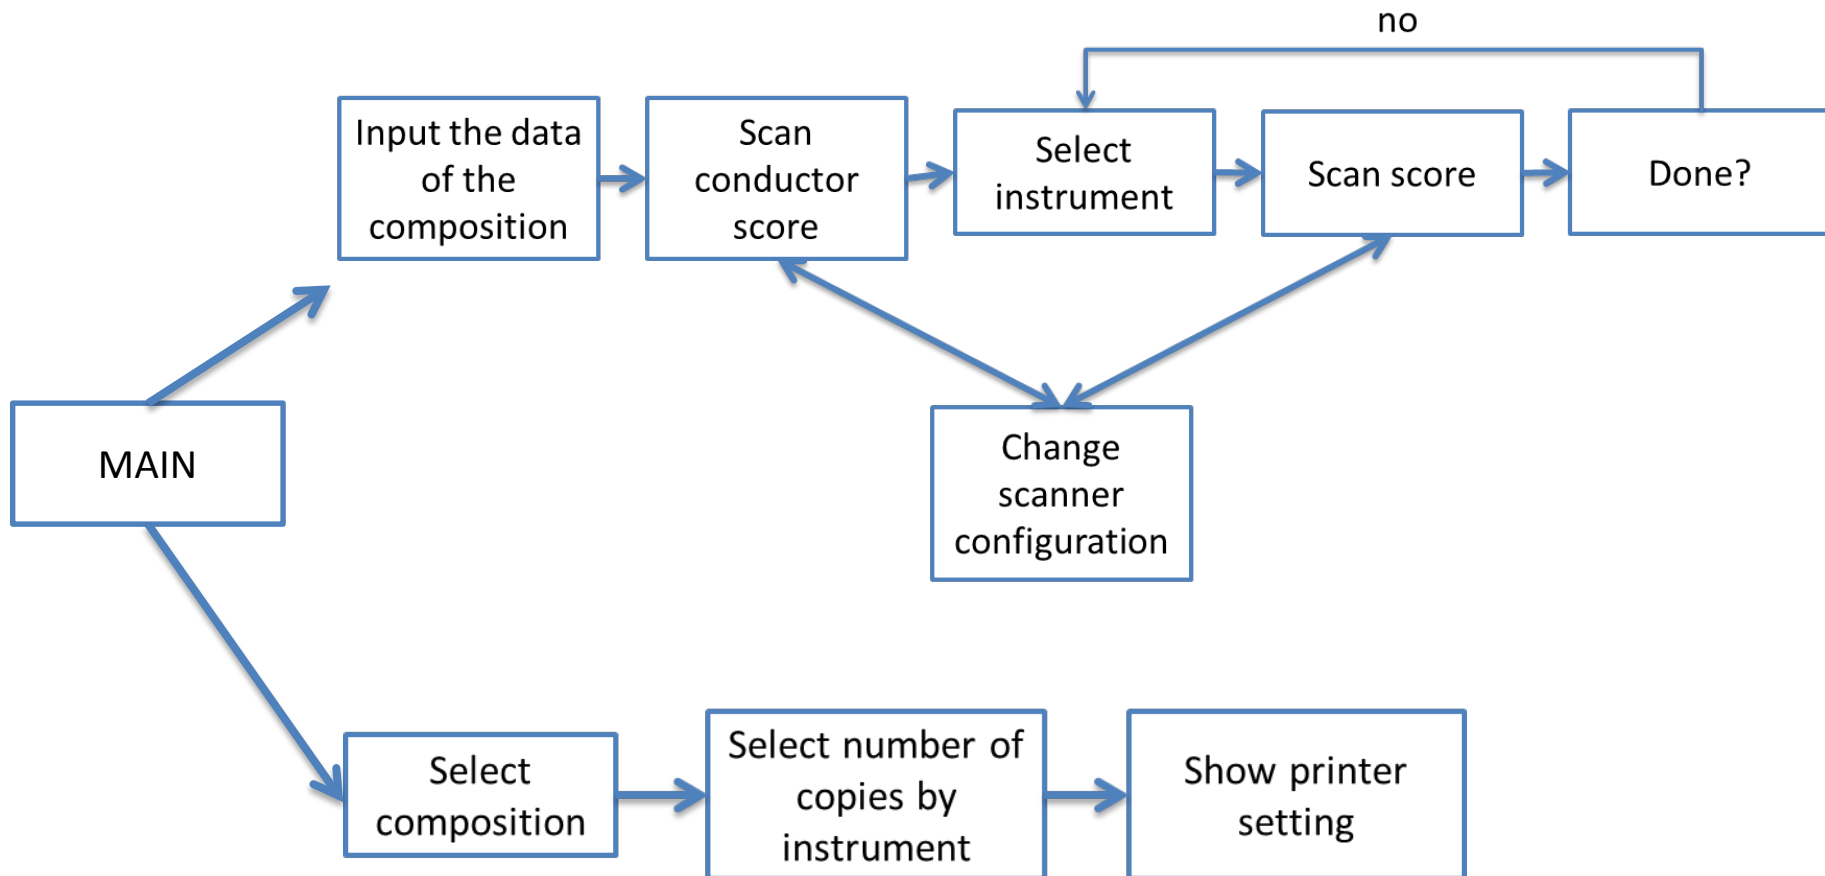 no
Input the data
of the
composition
Scan
conductor
score
Select
instrument
Scan score
Done?
MAIN
Change
scanner
configuration
Select
composition
Select number of
copies by
instrument
Show printer
setting